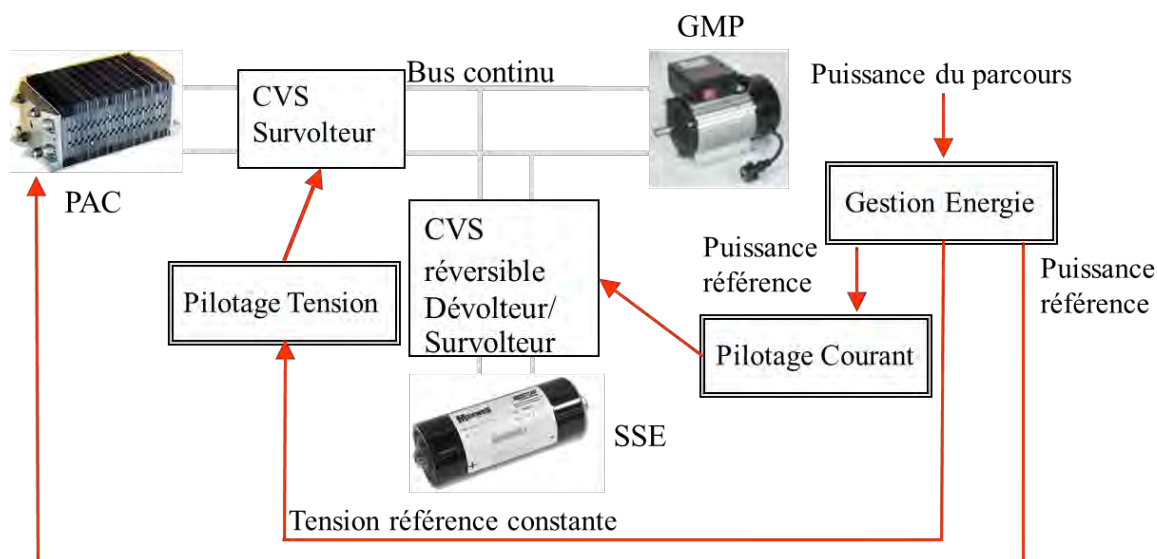 GMP
Bus continu
Puissance du parcours
CVS
Survolteur
PAC
Gestion Energie
CVS
réversible
Dévolteur/
Survolteur
Puissance
référence
Puissance
référence
Pilotage Tension
Pilotage Courant
SSE
Tension référence constante